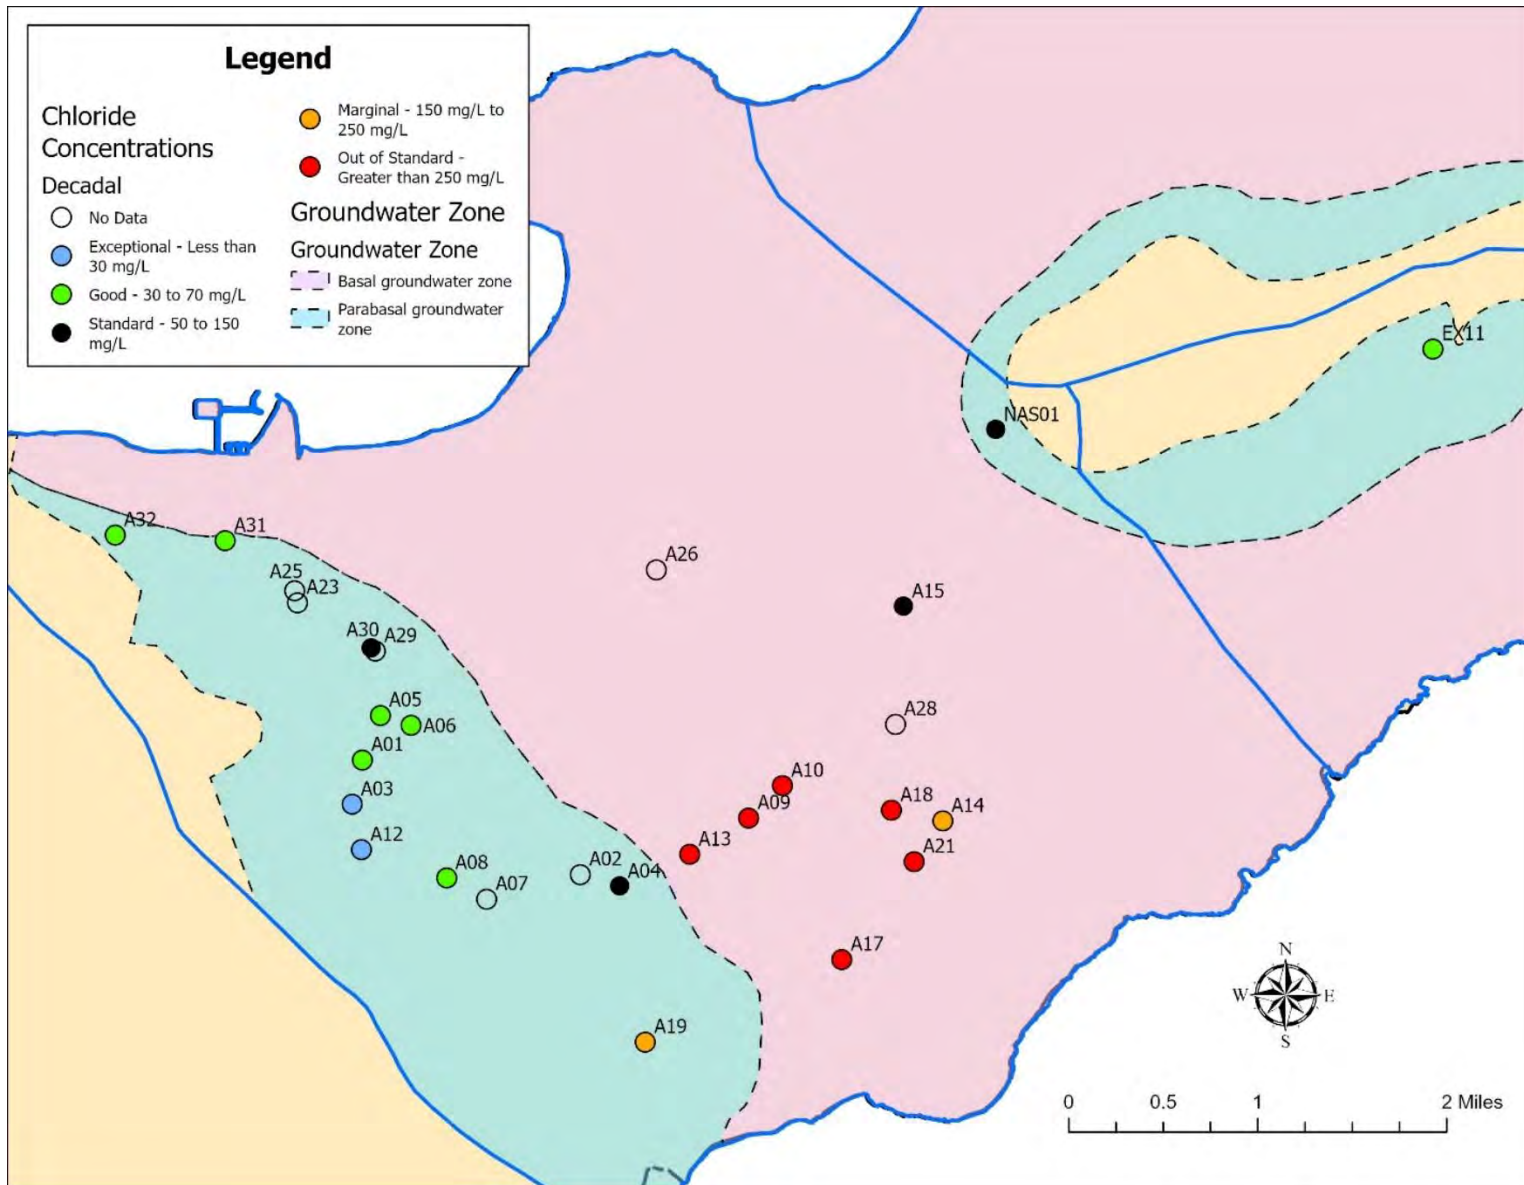 Legend
Chloride
Concentrations
Decadal
No Data
Exceptional - Less than
30 mg/L
Good - 30 to 70 mg/L
Standard - 50 to 150
mg/L
Marginal - 150 mg/L to
250 mg/L
Out of Standard -
Greater than 250 mg/L
Groundwater Zone
Groundwater Zone
Basal groundwater zone
Parabasal groundwater
zone
EX11
NAS01
A32
A31
A26
A25
A23
A15
A30
A29
A05
A06
A28
A01
A10
A03
A09
A18
A14
A12
A13
A21
A08
A02
A04
A07
A17
A19
N
W
E
S
0
0.5
1
2 Miles